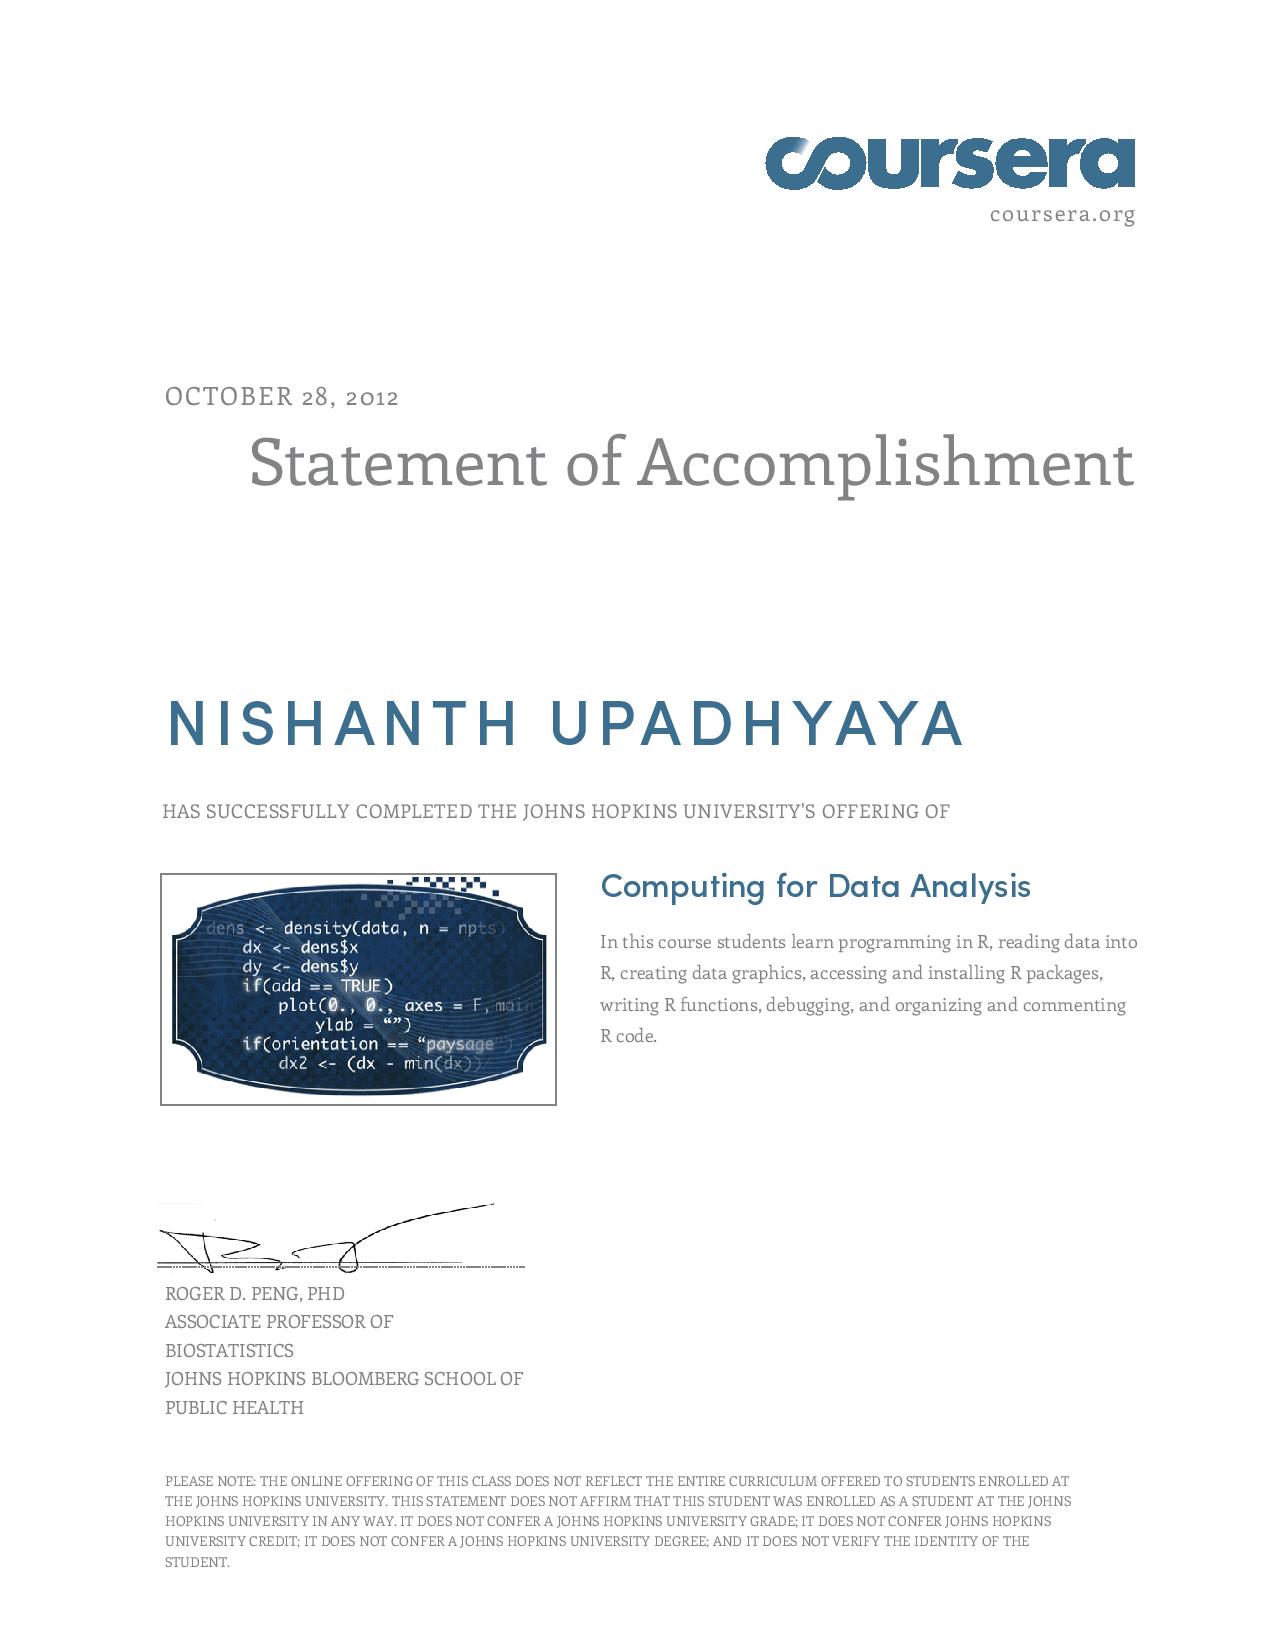 coursera
coursera.org
OCTOBER 28, 2012
Statement of Accomplishment
NISHANTH UPADHYAYA
HAS SUCCESSFULLY COMPLETED THE JOHNS HOPKINS UNIVERSITY'S OFFERING OF
Computing for Data Analysis
In this course students learn programming in R, reading data into
R, creating data graphics, accessing and installing R packages,
writing R functions, debugging, and organizing and commenting
R code.
dens <- density(data, n = npts)
dx <- dens$x
dy <- dens$y
if(add == TRUE)
plot(0., 0., axes = F, main
ylab = “”)
if(orientation == “paysage”)
dx2 <- (dx - min(dx))
ROGER D. PENG, PHD
ASSOCIATE PROFESSOR OF
BIOSTATISTICS
JOHNS HOPKINS BLOOMBERG SCHOOL OF
PUBLIC HEALTH
PLEASE NOTE: THE ONLINE OFFERING OF THIS CLASS DOES NOT REFLECT THE ENTIRE CURRICULUM OFFERED TO STUDENTS ENROLLED AT
THE JOHNS HOPKINS UNIVERSITY. THIS STATEMENT DOES NOT AFFIRM THAT THIS STUDENT WAS ENROLLED AS A STUDENT AT THE JOHNS
HOPKINS UNIVERSITY IN ANY WAY. IT DOES NOT CONFER A JOHNS HOPKINS UNIVERSITY GRADE; IT DOES NOT CONFER JOHNS HOPKINS
UNIVERSITY CREDIT; IT DOES NOT CONFER A JOHNS HOPKINS UNIVERSITY DEGREE; AND IT DOES NOT VERIFY THE IDENTITY OF THE
STUDENT.